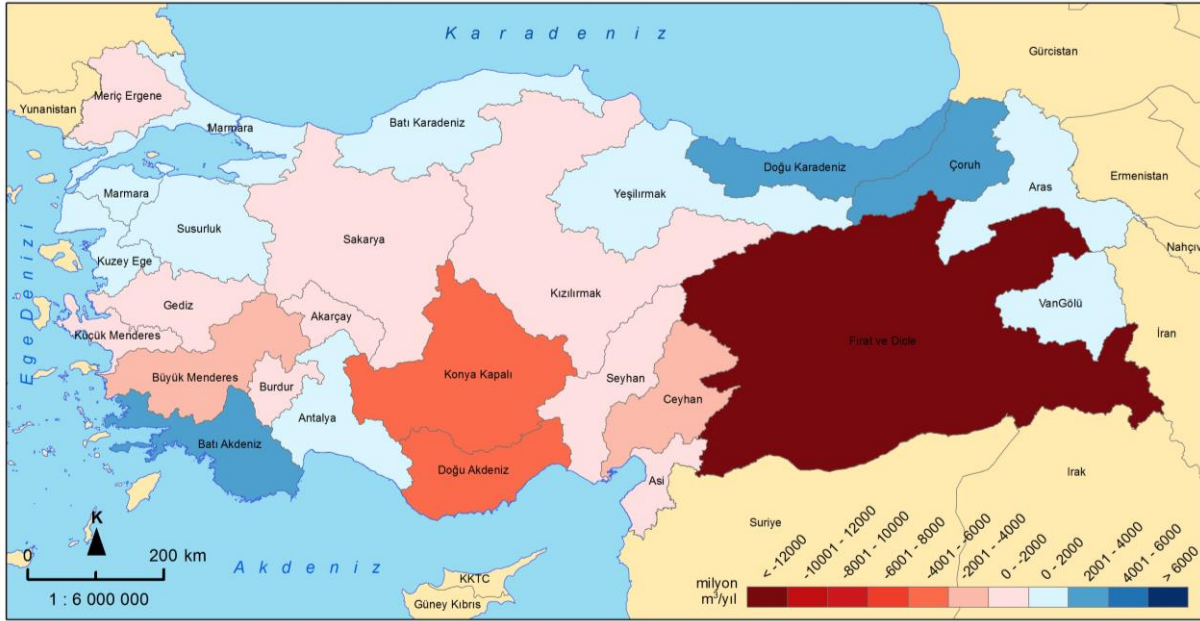 Karadeniz
Gürcistan
Yunanistan
Meriç Ergene
Marmara
Batı Karadeniz
Doğu Karadeniz
Çoruh
Ermenistan
Marmara
Yeşilırmak
Aras
Susurluk
Sakarya
Nahçıv
Kuzey Ege
Ege Denizi
Gediz
Akarçay
Kızılırmak
VanGölü
Küçük Menderes
Fırat ve Dicle
İran
Büyük Menderes
Burdur
Konya Kapalı
Seyhan
Ceyhan
Antalya
Batı Akdeniz
Doğu Akdeniz
Asi
Irak
Suriye
K
0 200 km
1 : 6 000 000
Akdeniz
KKTC
Güney Kıbrıs
milyon
m³/yıl
< -12000
-10001 - -12000
-8001 - -10000
-6001 - -8000
-4001 - -6000
-2001 - -4000
0 - -2000
0 - 2000
2001 - 4000
4001 - 6000
> 6000